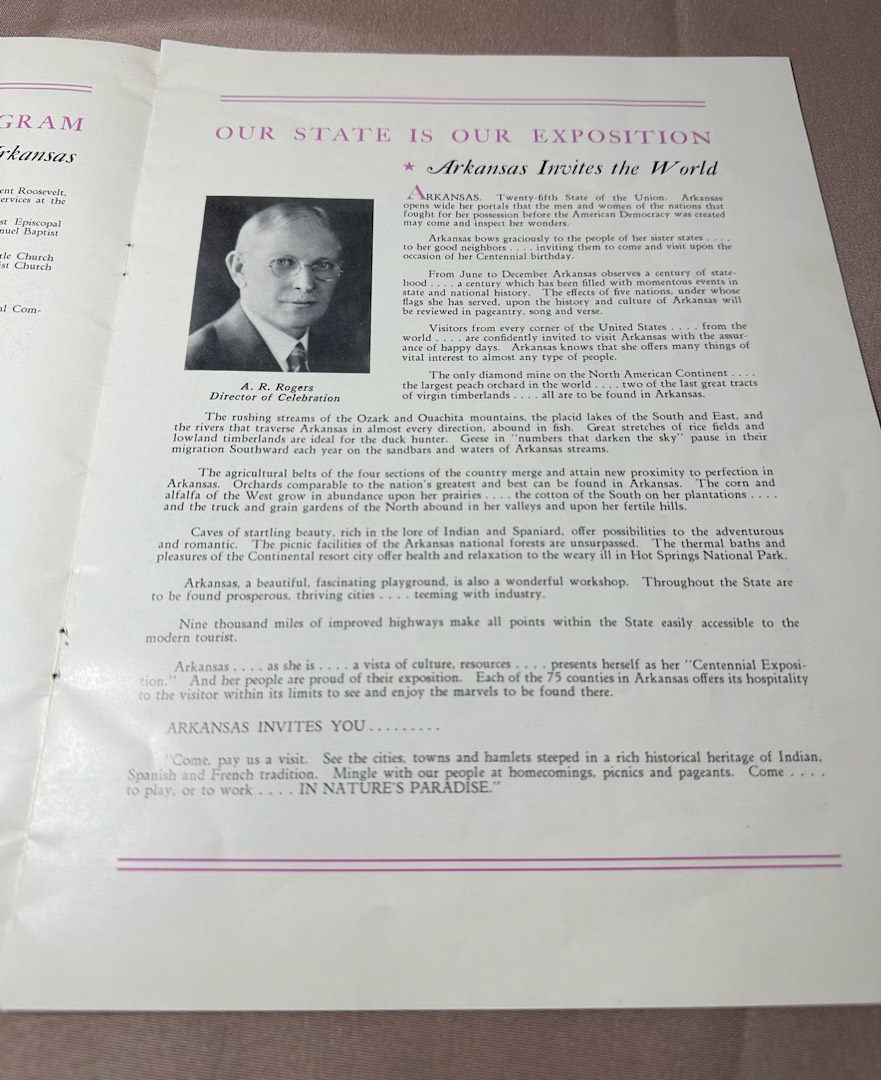 GRAM
rkansas
ent Roosevelt,
ervices at the
st Episcopal
nuel Baptist
tle Church
ist Church
al Com-
OUR STATE IS OUR EXPOSITION
★ Arkansas Invites the World
ARKANSAS. Twenty-fifth State of the Union. Arkansas
opens wide her portals that the men and women of the nations that
fought for her possession before the American Democracy was created
may come and inspect her wonders.
Arkansas bows graciously to the people of her sister states . . . .
to her good neighbors . . . . inviting them to come and visit upon the
occasion of her Centennial birthday.
From June to December Arkansas observes a century of state-
hood . . . . a century which has been filled with momentous events in
state and national history. The effects of five nations, under whose
flags she has served, upon the history and culture of Arkansas will
be reviewed in pageantry, song and verse.
Visitors from every corner of the United States . . . . from the
world . . . . are confidently invited to visit Arkansas with the assur-
ance of happy days. Arkansas knows that she offers many things of
vital interest to almost any type of people.
The only diamond mine on the North American Continent . . . .
the largest peach orchard in the world . . . . two of the last great tracts
of virgin timberlands . . . . all are to be found in Arkansas.
A. R. Rogers
Director of Celebration
The rushing streams of the Ozark and Ouachita mountains, the placid lakes of the South and East, and
the rivers that traverse Arkansas in almost every direction, abound in fish. Great stretches of rice fields and
lowland timberlands are ideal for the duck hunter. Geese in "numbers that darken the sky" pause in their
migration Southward each year on the sandbars and waters of Arkansas streams.
The agricultural belts of the four sections of the country merge and attain new proximity to perfection in
Arkansas. Orchards comparable to the nation's greatest and best can be found in Arkansas. The corn and
alfalfa of the West grow in abundance upon her prairies . . . . the cotton of the South on her plantations . . . .
and the truck and grain gardens of the North abound in her valleys and upon her fertile hills.
Caves of startling beauty, rich in the lore of Indian and Spaniard, offer possibilities to the adventurous
and romantic. The picnic facilities of the Arkansas national forests are unsurpassed. The thermal baths and
pleasures of the Continental resort city offer health and relaxation to the weary ill in Hot Springs National Park.
Arkansas, a beautiful, fascinating playground, is also a wonderful workshop. Throughout the State are
to be found prosperous, thriving cities . . . . teeming with industry.
Nine thousand miles of improved highways make all points within the State easily accessible to the
modern tourist.
Arkansas . . . . as she is . . . . a vista of culture, resources . . . . presents herself as her "Centennial Exposi-
tion." And her people are proud of their exposition. Each of the 75 counties in Arkansas offers its hospitality
to the visitor within its limits to see and enjoy the marvels to be found there.
ARKANSAS INVITES YOU . . . . . . . . .
"Come, pay us a visit. See the cities, towns and hamlets steeped in a rich historical heritage of Indian,
Spanish and French tradition. Mingle with our people at homecomings, picnics and pageants. Come . . . .
to play, or to work . . . . IN NATURE'S PARADISE."